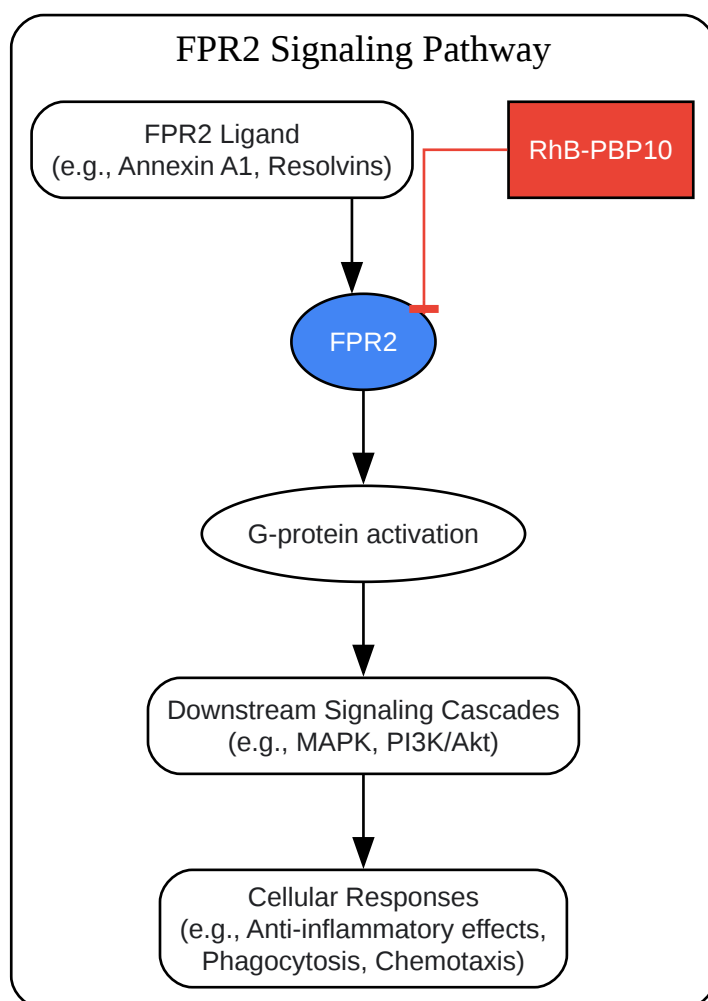 FPR2 Signaling Pathway
FPR2 Ligand
(e.g., Annexin A1, Resolvins)
RhB-PBP10
FPR2
G-protein activation
Downstream Signaling Cascades
(e.g., MAPK, PI3K/Akt)
Cellular Responses
(e.g., Anti-inflammatory effects,
Phagocytosis, Chemotaxis)